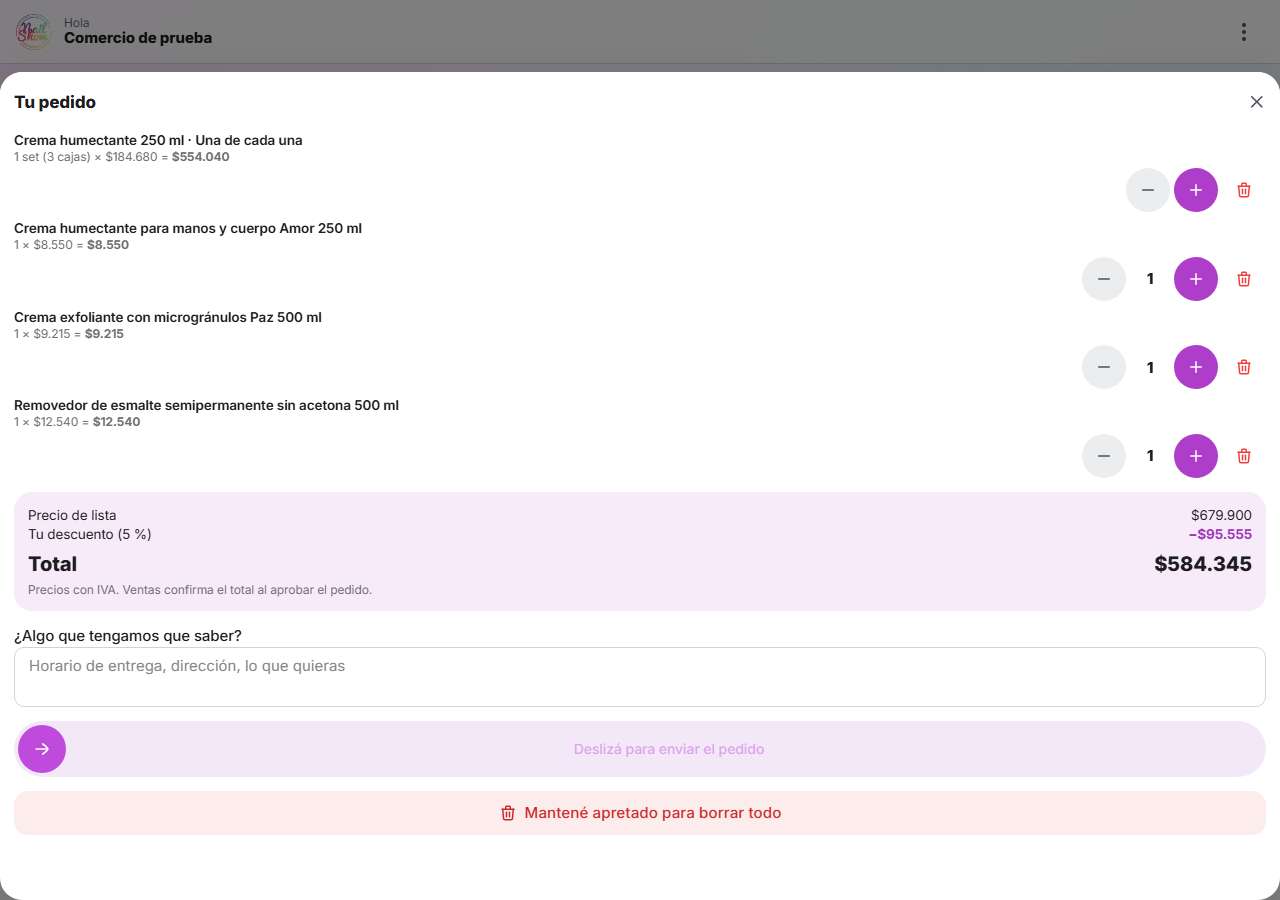 Nail Show
Hola
Comercio de prueba
Tu pedido
Crema humectante 250 ml · Una de cada una
1 set (3 cajas) × $184.680 = $554.040
Crema humectante para manos y cuerpo Amor 250 ml
1 × $8.550 = $8.550
1
Crema exfoliante con microgránulos Paz 500 ml
1 × $9.215 = $9.215
1
Removedor de esmalte semipermanente sin acetona 500 ml
1 × $12.540 = $12.540
1
Precio de lista $679.900
Tu descuento (5 %) −$95.555
Total $584.345
Precios con IVA. Ventas confirma el total al aprobar el pedido.
¿Algo que tengamos que saber?
Horario de entrega, dirección, lo que quieras
Deslizá para enviar el pedido
Mantené apretado para borrar todo